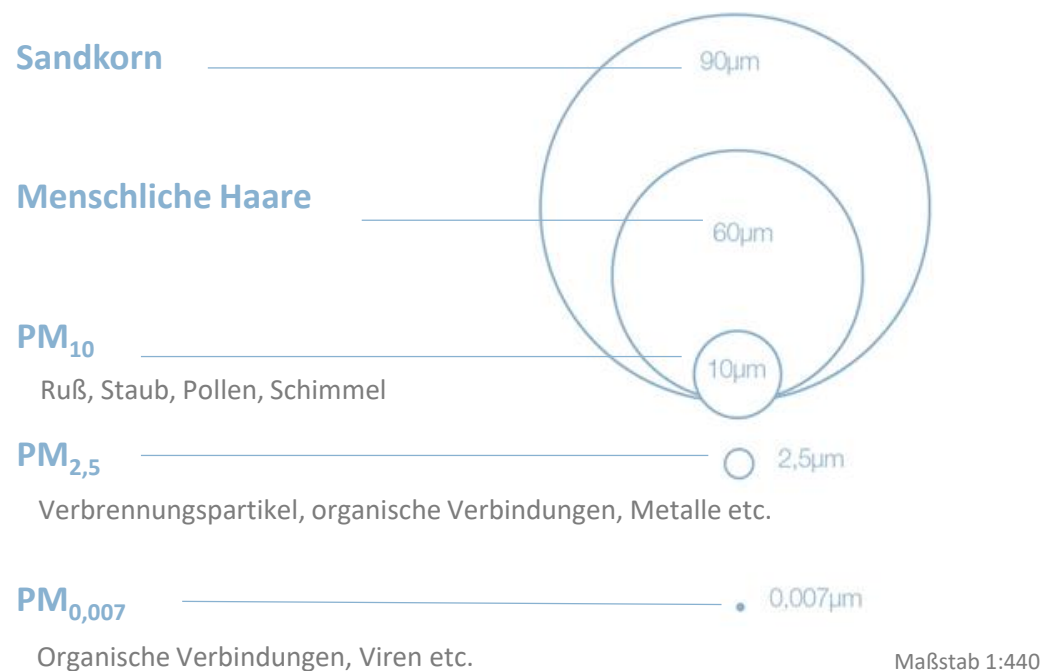 Sandkorn
90µm
Menschliche Haare
60µm
PM10
10µm
Ruß, Staub, Pollen, Schimmel
PM2,5
2,5µm
Verbrennungspartikel, organische Verbindungen, Metalle etc.
PM0,007
0,007µm
Organische Verbindungen, Viren etc.
Maßstab 1:440